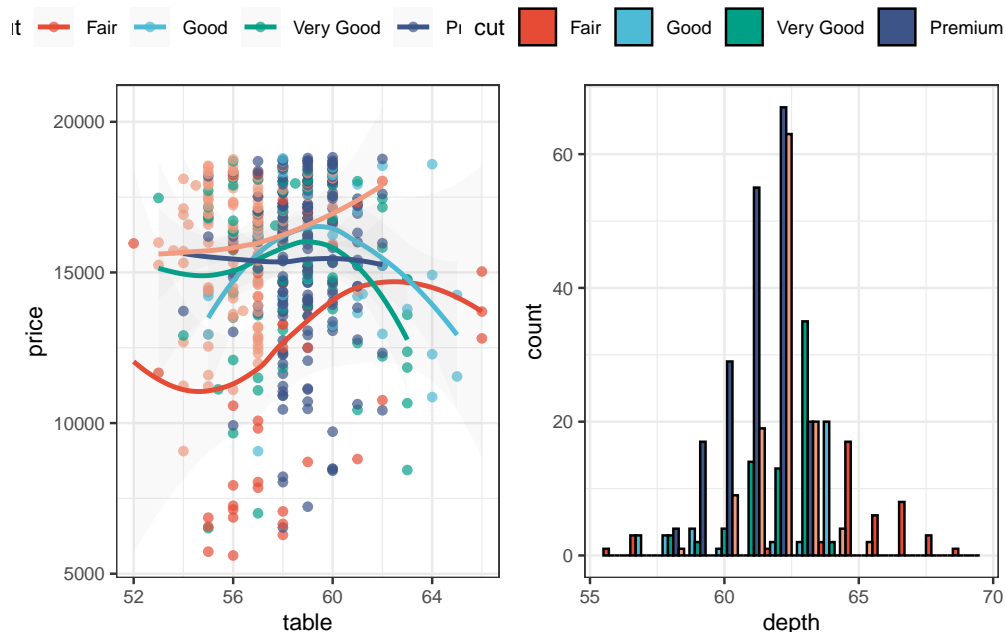 Fair Good Very Good
cut Fair Good Very Good Premium
20000
15000
10000
5000
price
52 56 60 64
table
60
40
20
0
count
55 60 65 70
depth